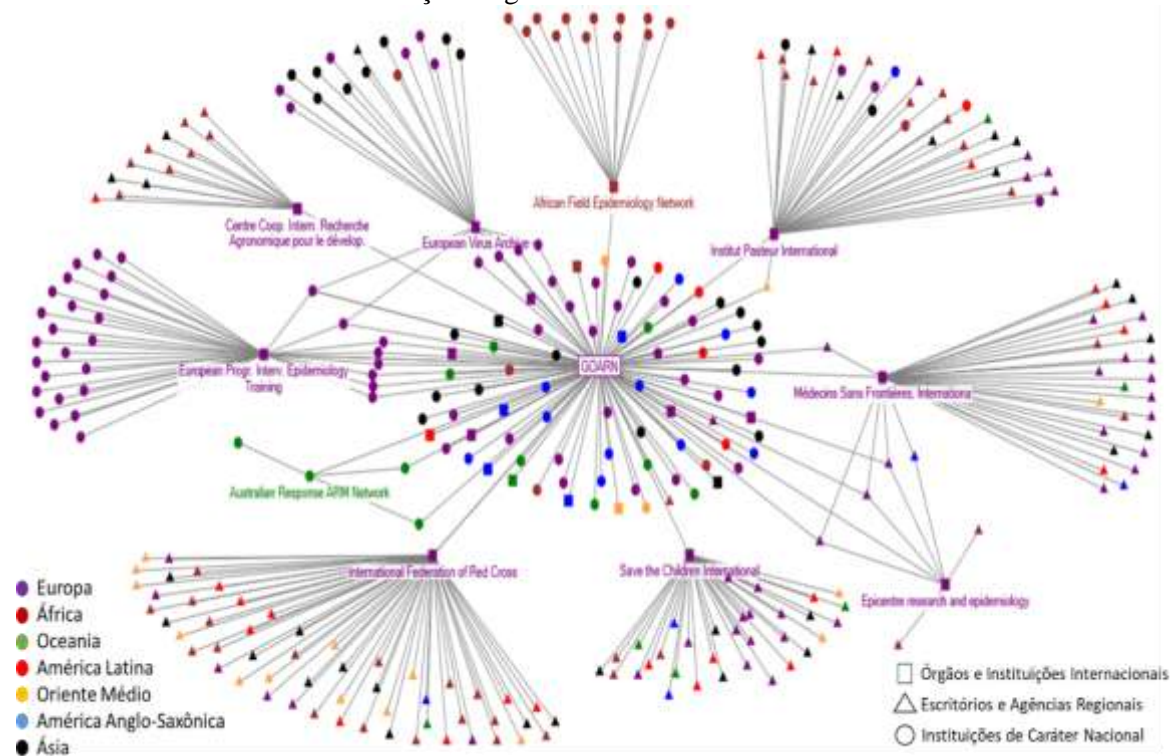 African Field Epidemiology Network
Centre Coop. Intern. Recherche
Agronomique pour le dévelop.
European Virus Archive
Institut Pasteur International
GOARN
European Progr. Interv. Epidemiology
Training
Médecins Sans Frontières, Internationa
Australian Response ARM Network
International Federation of Red Cross
Save the Children International
Epicentre research and epidemiology
Europa
África
Oceania
América Latina
Oriente Médio
América Anglo-Saxônica
Ásia
Órgãos e Instituições Internacionais
Escritórios e Agências Regionais
Instituições de Caráter Nacional